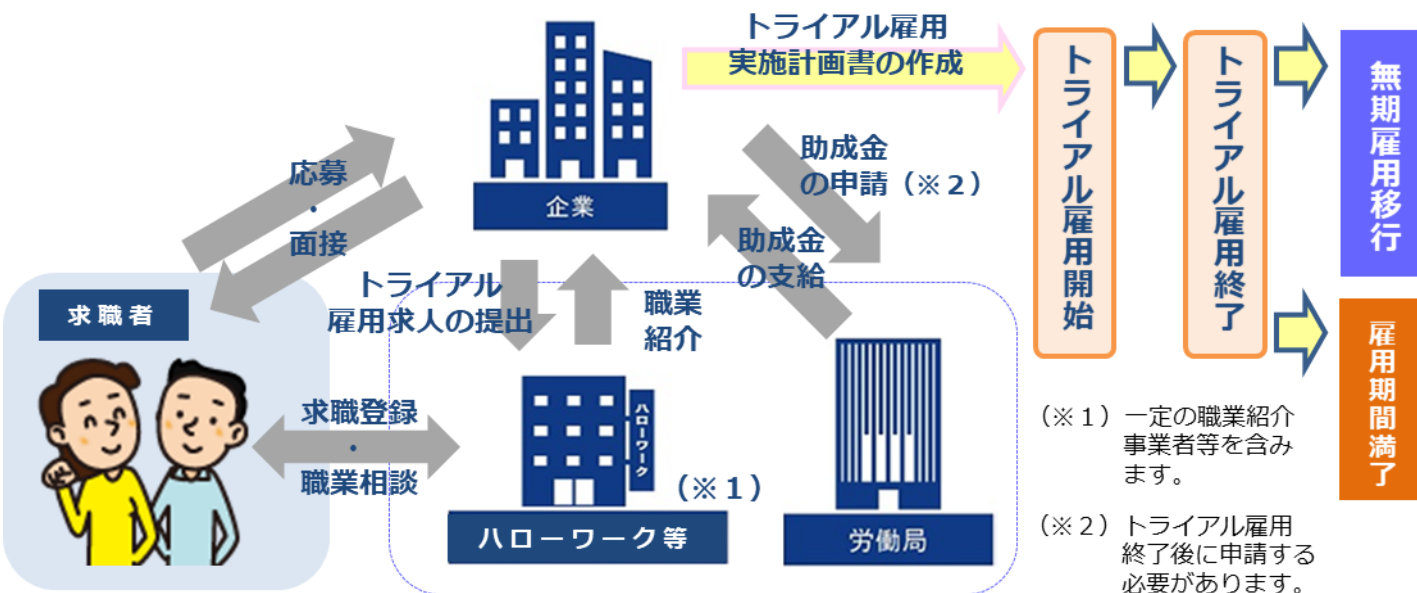 トライアル雇用
実施計画書の作成
トライアル雇用開始
トライアル雇用終了
無期雇用移行
雇用期間満了
応募
・
面接
企業
助成金
の申請（※２）
助成金
の支給
トライアル
雇用求人の提出
職業
紹介
求職者
求職登録
・
職業相談
ハローワーク
（※１）
ハローワーク等
労働局
（※１）一定の職業紹介
事業者等を含み
ます。
（※２）トライアル雇用
終了後に申請する
必要があります。